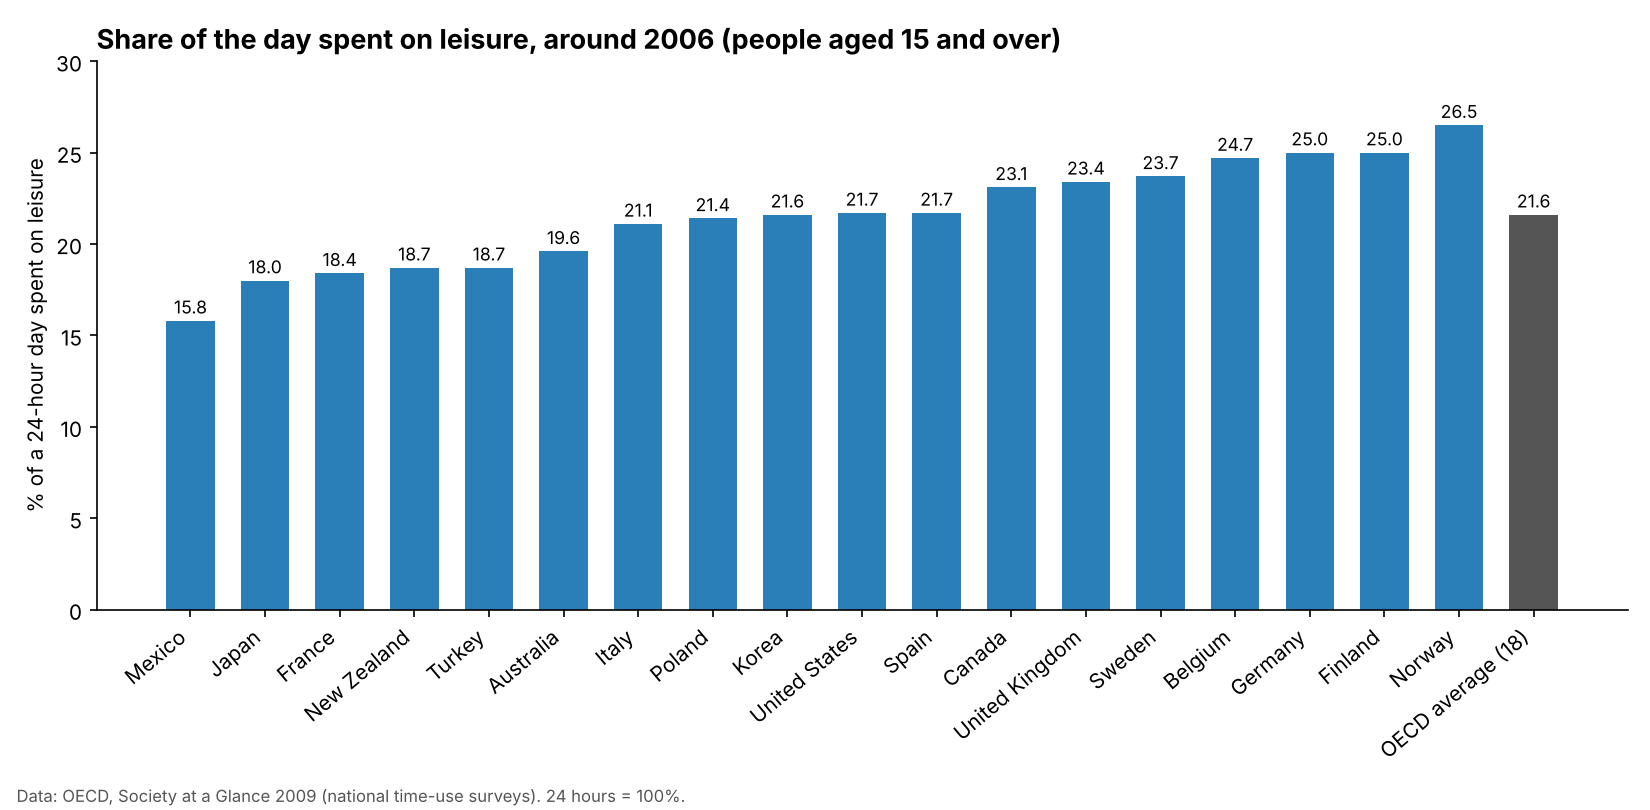 Share of the day spent on leisure, around 2006 (people aged 15 and over)
% of a 24-hour day spent on leisure
30
25
20
15
10
5
0
15.8
18.0
18.4
18.7
18.7
19.6
21.1
21.4
21.6
21.7
21.7
23.1
23.4
23.7
24.7
25.0
25.0
26.5
21.6
Mexico
Japan
France
New Zealand
Turkey
Australia
Italy
Poland
Korea
United States
Spain
Canada
United Kingdom
Sweden
Belgium
Germany
Finland
Norway
OECD average (18)
Data: OECD, Society at a Glance 2009 (national time-use surveys). 24 hours = 100%.